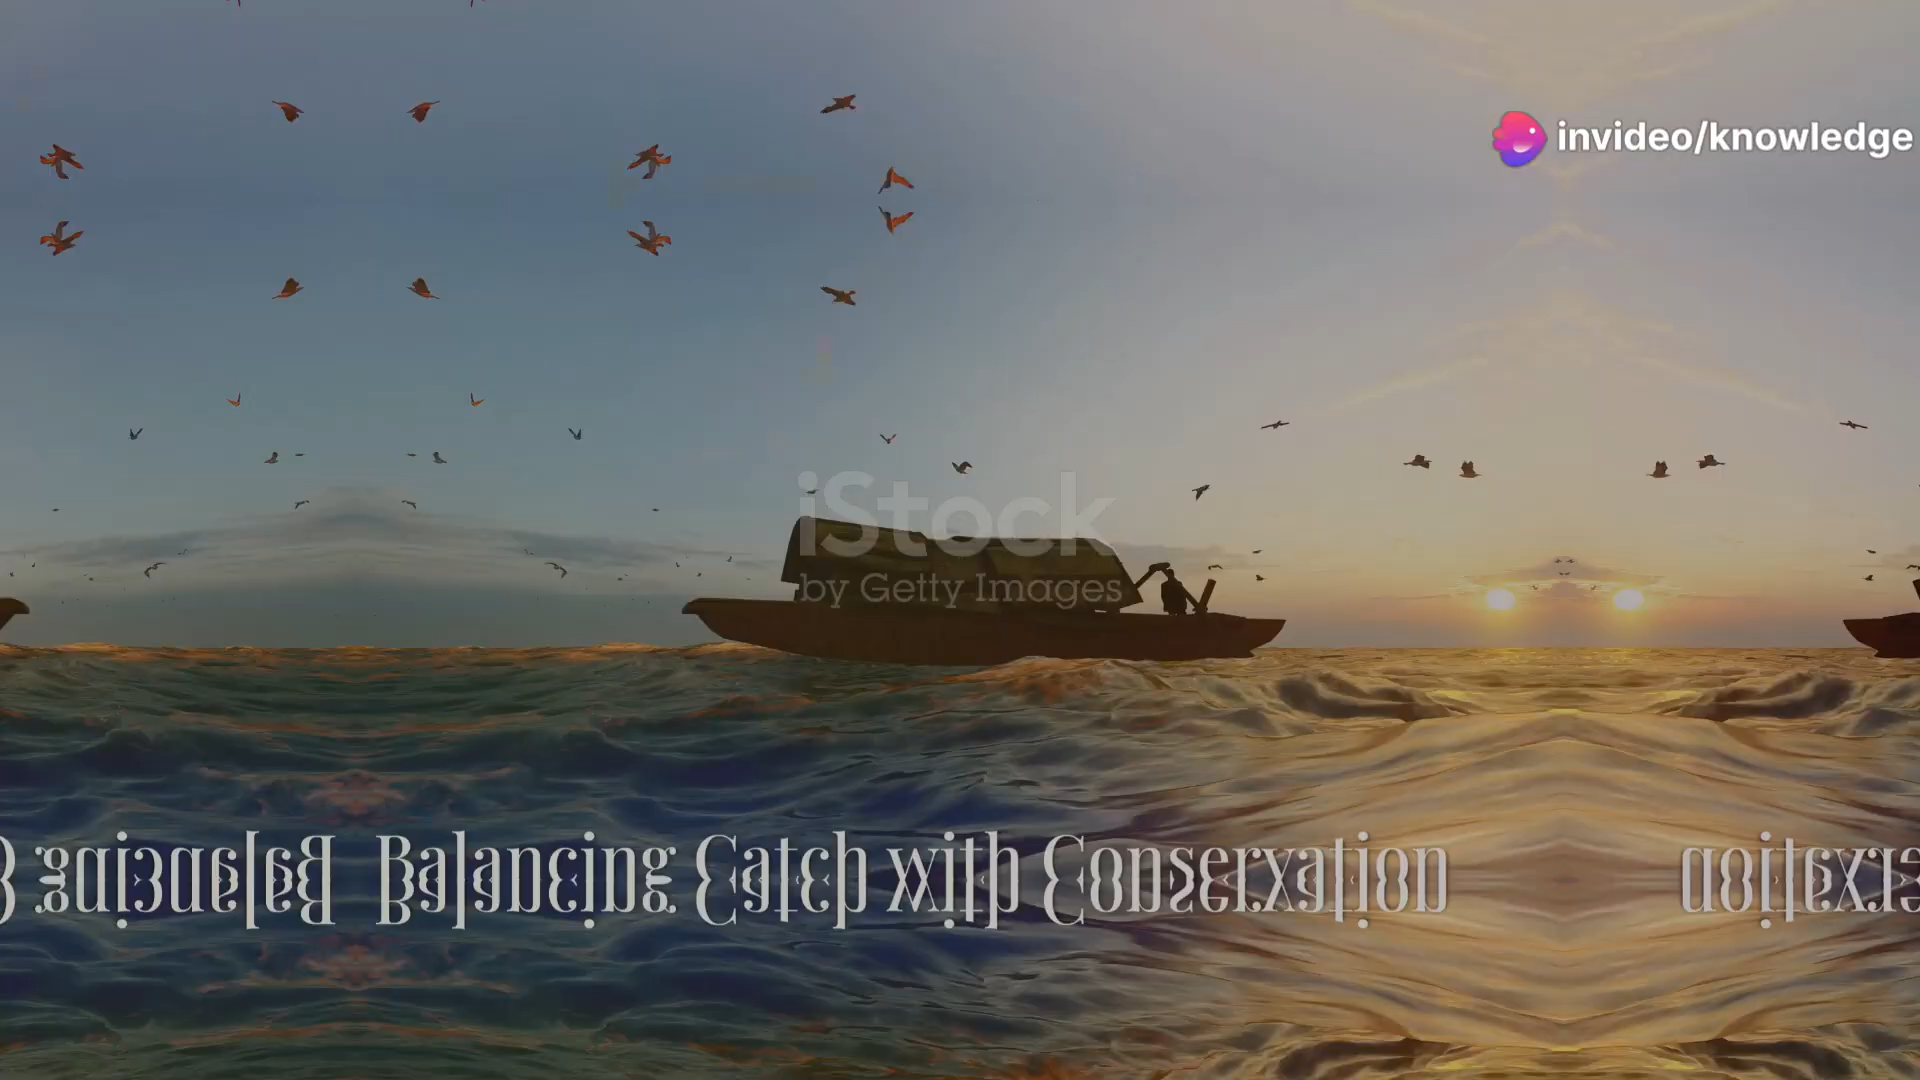 invideo/knowledge
iStock
by Getty Images
Balancing Catch with Conservation